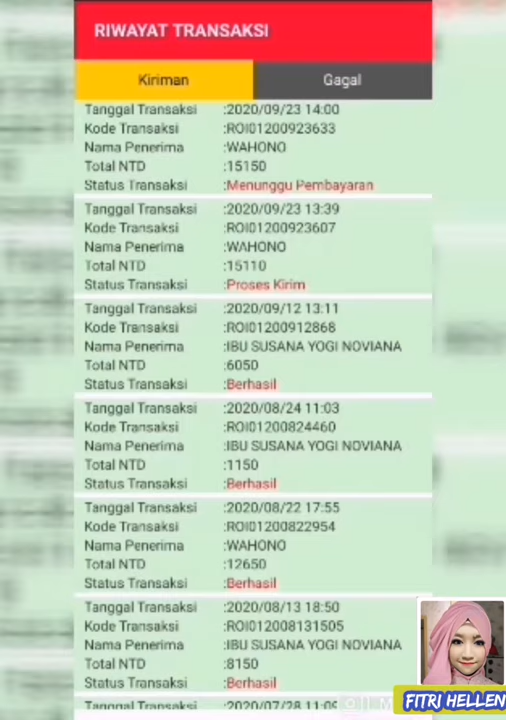 RIWAYAT TRANSAKSI
Kiriman
Gagal
Tanggal Transaksi :2020/09/23 14:00
Kode Transaksi :ROI01200923633
Nama Penerima :WAHONO
Total NTD :15150
Status Transaksi :Menunggu Pembayaran
Tanggal Transaksi :2020/09/23 13:39
Kode Transaksi :ROI01200923607
Nama Penerima :WAHONO
Total NTD :15110
Status Transaksi :Proses Kirim
Tanggal Transaksi :2020/09/12 13:11
Kode Transaksi :ROI01200912868
Nama Penerima :IBU SUSANA YOGI NOVIANA
Total NTD :6050
Status Transaksi :Berhasil
Tanggal Transaksi :2020/08/24 11:03
Kode Transaksi :ROI01200824460
Nama Penerima :IBU SUSANA YOGI NOVIANA
Total NTD :1150
Status Transaksi :Berhasil
Tanggal Transaksi :2020/08/22 17:55
Kode Transaksi :ROI01200822954
Nama Penerima :WAHONO
Total NTD :12650
Status Transaksi :Berhasil
Tanggal Transaksi :2020/08/13 18:50
Kode Transaksi :ROI012008131505
Nama Penerima :IBU SUSANA YOGI NOVIANA
Total NTD :8150
Status Transaksi :Berhasil
Tanggal Transaksi :2020/07/28
FITRI HELLEN